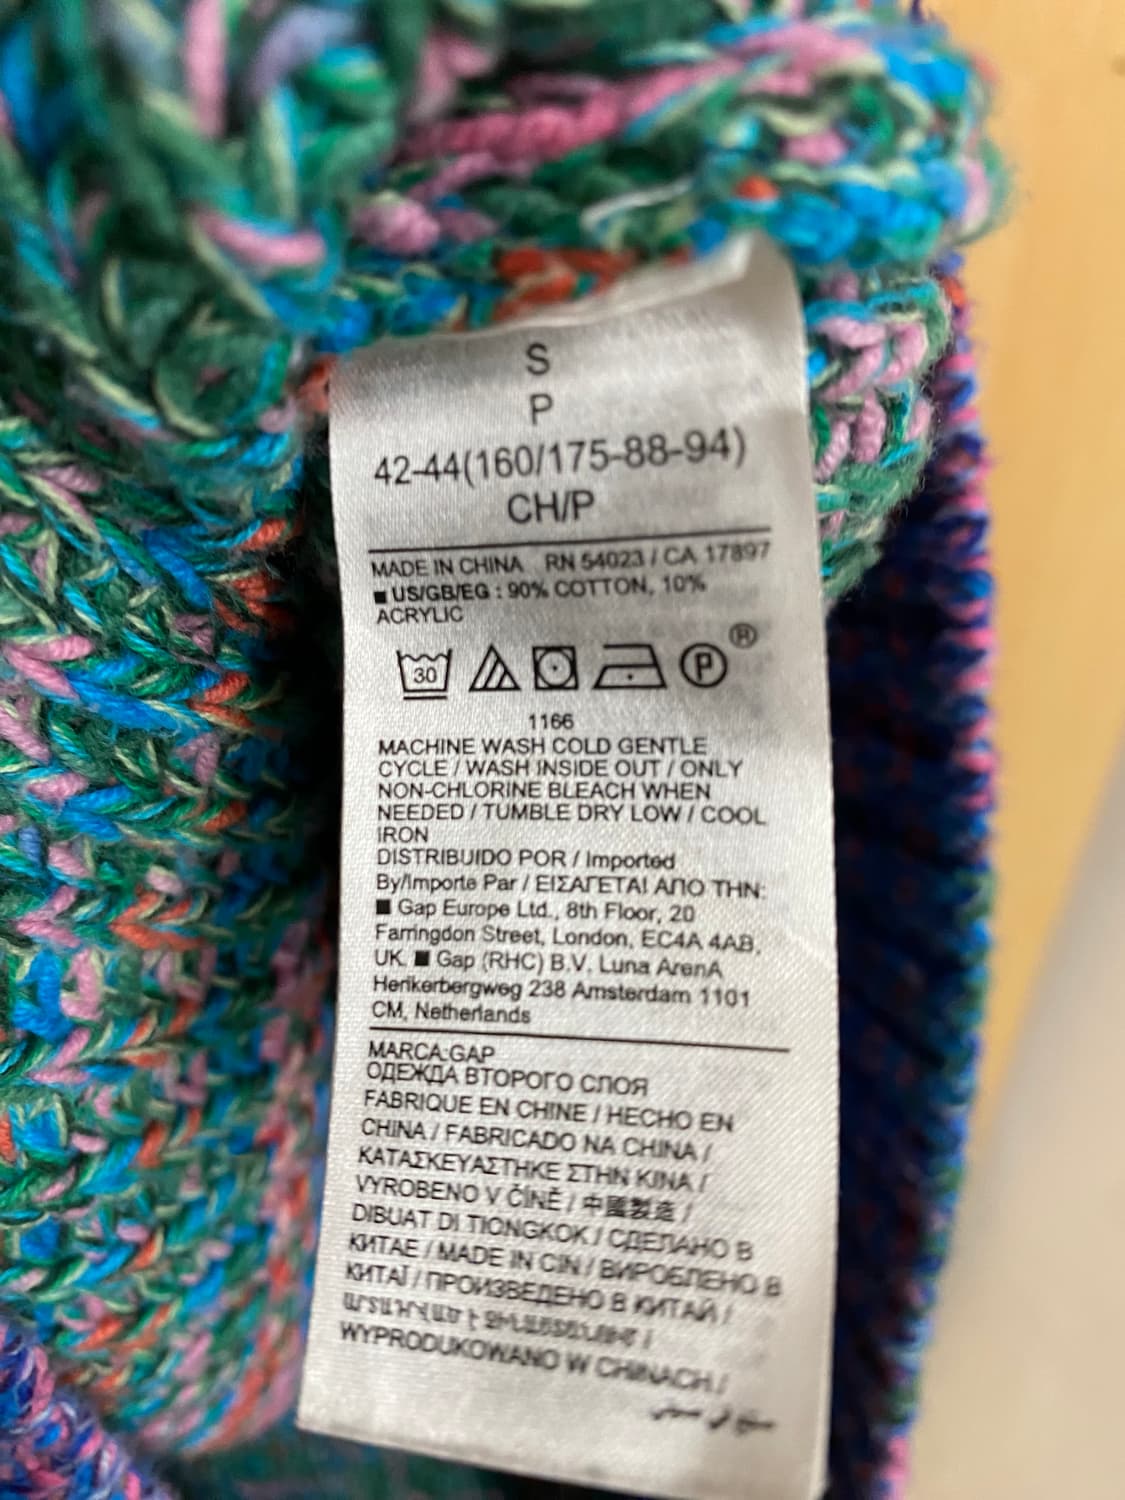 S
P
42-44(160/175-88-94)
CH/P
MADE IN CHINA RN 54023 / CA 17897
■ US/GB/EG : 90% COTTON, 10%
ACRYLIC
30 P ®
1166
MACHINE WASH COLD GENTLE
CYCLE / WASH INSIDE OUT / ONLY
NON-CHLORINE BLEACH WHEN
NEEDED / TUMBLE DRY LOW / COOL
IRON
DISTRIBUIDO POR / Imported
By/Importe Par / ΕΙΣΑΓΕΤΑΙ ΑΠΟ ΤΗΝ:
■ Gap Europe Ltd., 8th Floor, 20
Farringdon Street, London, EC4A 4AB,
UK. ■ Gap (RHC) B.V. Luna ArenA
Herikerbergweg 238 Amsterdam 1101
CM, Netherlands
MARCA:GAP
ОДЕЖДА ВТОРОГО СЛОЯ
FABRIQUE EN CHINE / HECHO EN
CHINA / FABRICADO NA CHINA /
ΚΑΤΑΣΚΕΥΑΣΤΗΚΕ ΣΤΗΝ ΚΙΝΑ /
VYROBENO V ČÍNĚ / 中國製造 /
DIBUAT DI TIONGKOK / СДЕЛАНО В
КИТАЕ / MADE IN CIN / ВИРОБЛЕНО В
КИТАЇ / ПРОИЗВЕДЕНО В КИТАЙ /
WYPRODUKOWANO W CHINACH /
صنع في